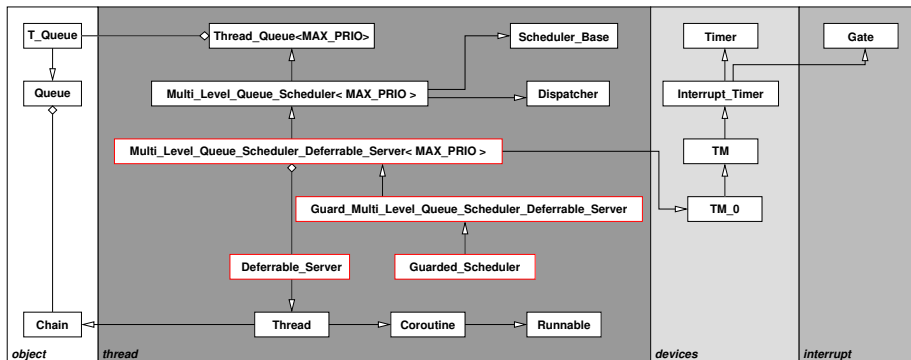 T_Queue
Thread_Queue<MAX_PRIO>
Scheduler_Base
Timer
Gate
Queue
Multi_Level_Queue_Scheduler< MAX_PRIO >
Dispatcher
Interrupt_Timer
Multi_Level_Queue_Scheduler_Deferrable_Server< MAX_PRIO >
TM
Guard_Multi_Level_Queue_Scheduler_Deferrable_Server
TM_0
Deferrable_Server
Guarded_Scheduler
Chain
Thread
Coroutine
Runnable
object
thread
devices
interrupt